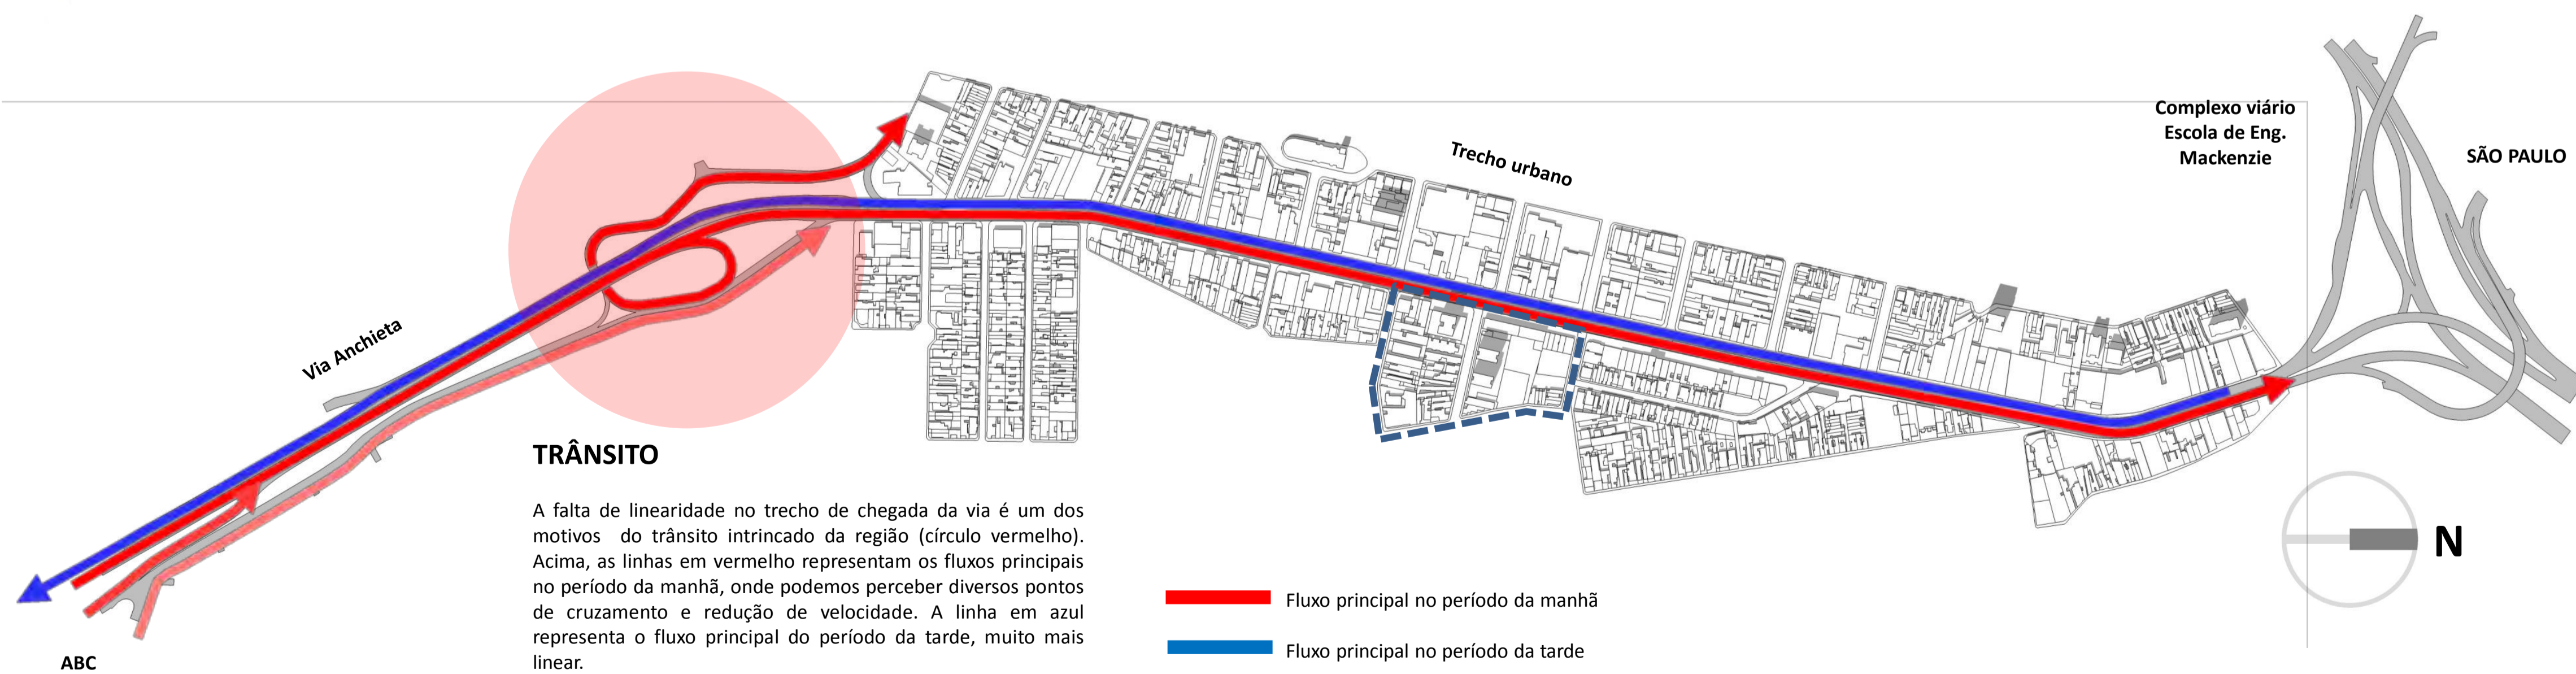 Complexo viário
Escola de Eng.
Mackenzie
SÃO PAULO
Trecho urbano
Via Anchieta
TRÂNSITO
A falta de linearidade no trecho de chegada da via é um dos
motivos do trânsito intrincado da região (círculo vermelho).
Acima, as linhas em vermelho representam os fluxos principais
no período da manhã, onde podemos perceber diversos pontos
de cruzamento e redução de velocidade. A linha em azul
representa o fluxo principal do período da tarde, muito mais
linear.
N
Fluxo principal no período da manhã
Fluxo principal no período da tarde
ABC